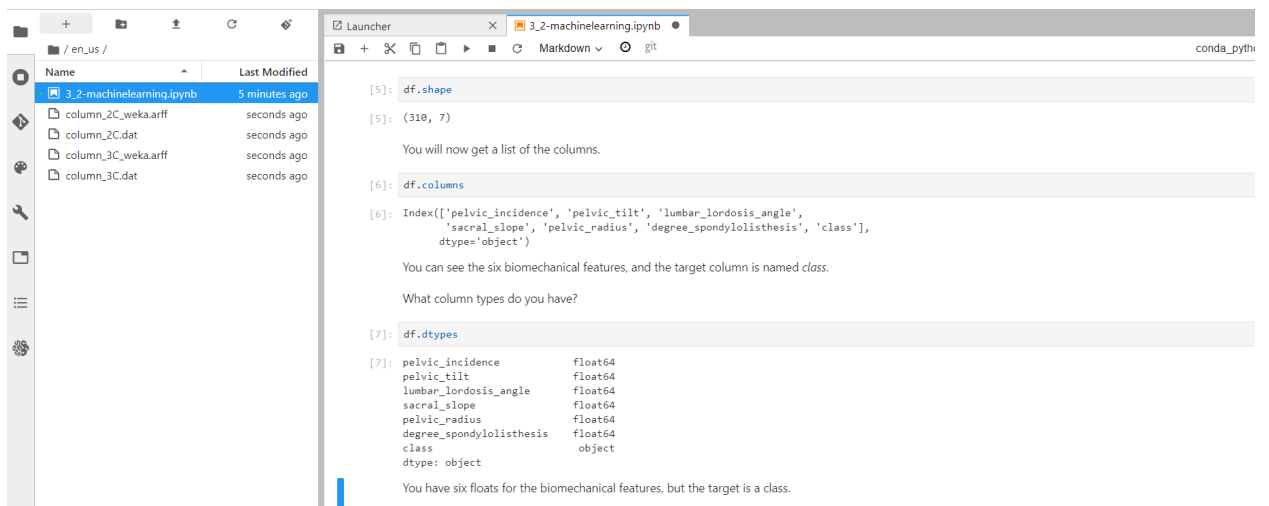 / en_us /
Name Last Modified
3_2-machinelearning.ipynb 5 minutes ago
column_2C_weka.arff seconds ago
column_2C.dat seconds ago
column_3C_weka.arff seconds ago
column_3C.dat seconds ago
Launcher 3_2-machinelearning.ipynb
Markdown git conda_pytho
[5]: df.shape
[5]: (310, 7)
You will now get a list of the columns.
[6]: df.columns
[6]: Index(['pelvic_incidence', 'pelvic_tilt', 'lumbar_lordosis_angle',
'sacral_slope', 'pelvic_radius', 'degree_spondylolisthesis', 'class'],
dtype='object')
You can see the six biomechanical features, and the target column is named class.
What column types do you have?
[7]: df.dtypes
[7]: pelvic_incidence float64
pelvic_tilt float64
lumbar_lordosis_angle float64
sacral_slope float64
pelvic_radius float64
degree_spondylolisthesis float64
class object
dtype: object
You have six floats for the biomechanical features, but the target is a class.